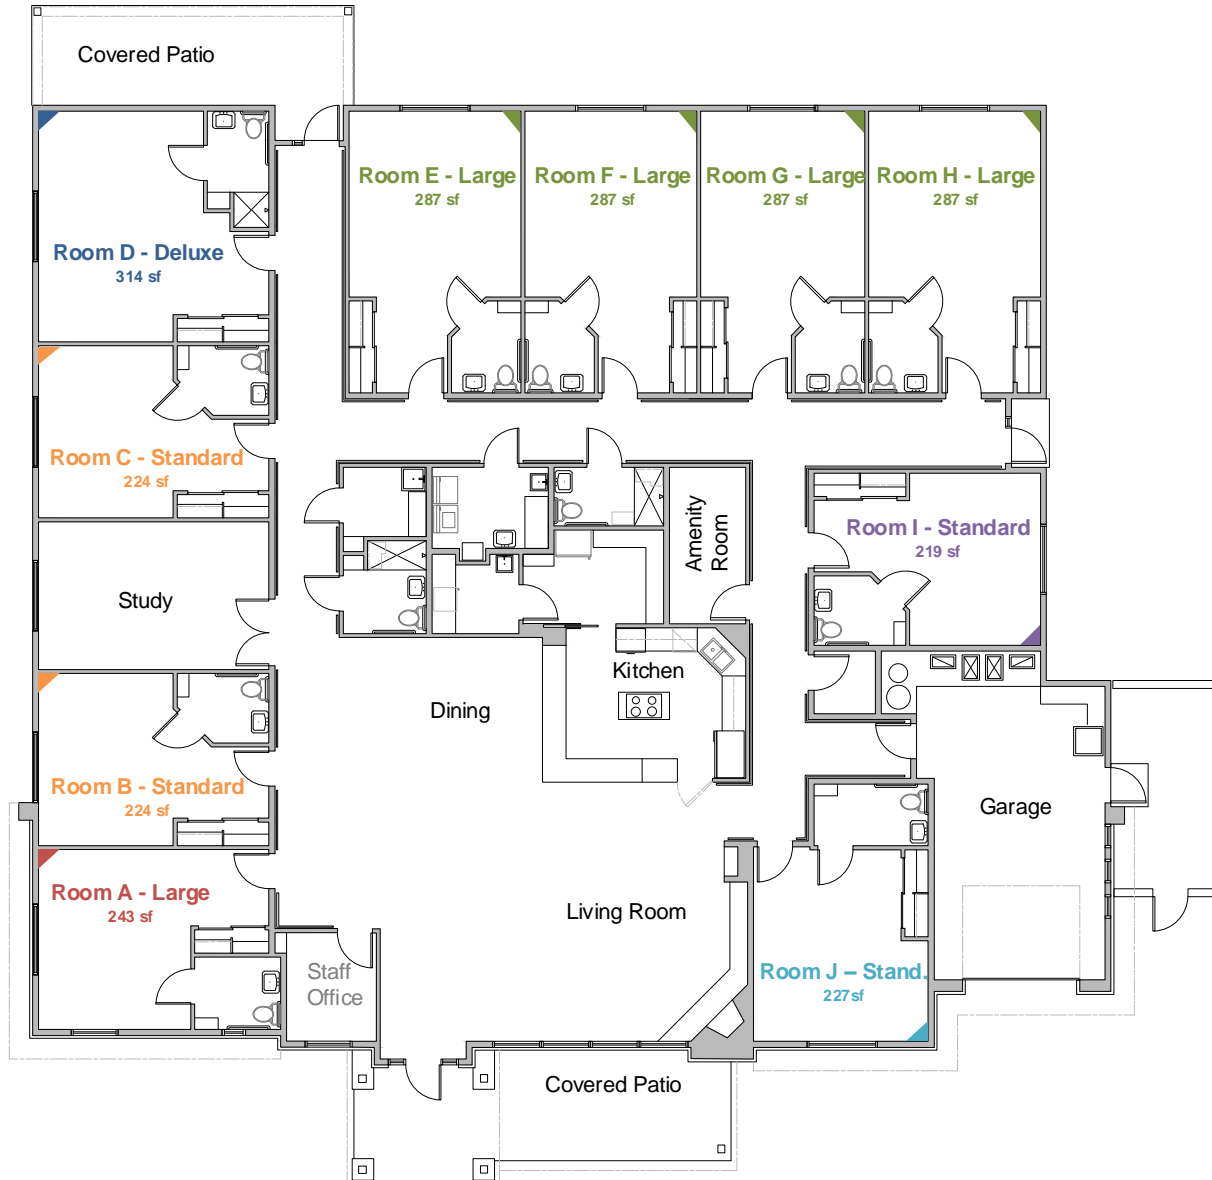 Covered Patio
Room E - Large
287 sf
Room F - Large
287 sf
Room G - Large
287 sf
Room H - Large
287 sf
Room D - Deluxe
314 sf
Room C - Standard
224 sf
Amenity
Room
Room I - Standard
219 sf
Study
Kitchen
Dining
Room B - Standard
224 sf
Garage
Room A - Large
243 sf
Living Room
Staff
Office
Room J – Stand.
227sf
Covered Patio